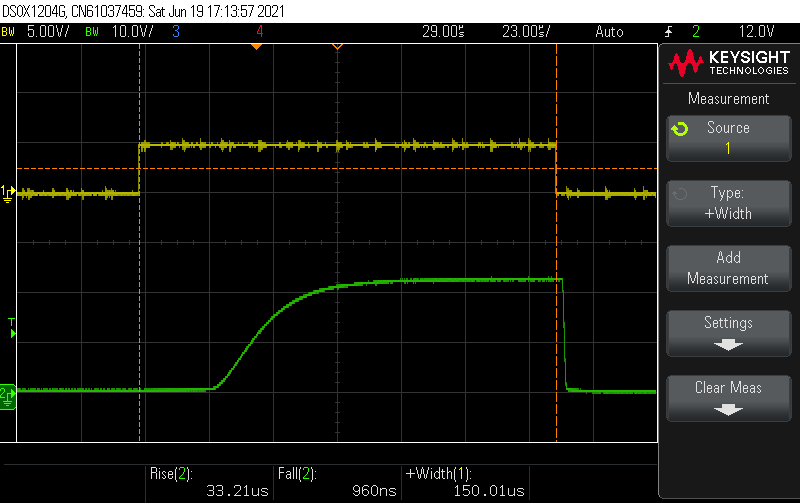 DSOX1204G, CN61037459: Sat Jun 19 17:13:57 2021
BW 5.00V/ BW 10.0V/ 3 4 29.00s 23.00s/ Auto 2 12.0V
KEYSIGHT
TECHNOLOGIES
Measurement
Source
1
Type:
+Width
Add
Measurement
Settings
Clear Meas
1
T
2
Rise(2): Fall(2): +Width(1):
33.21us 960ns 150.01us